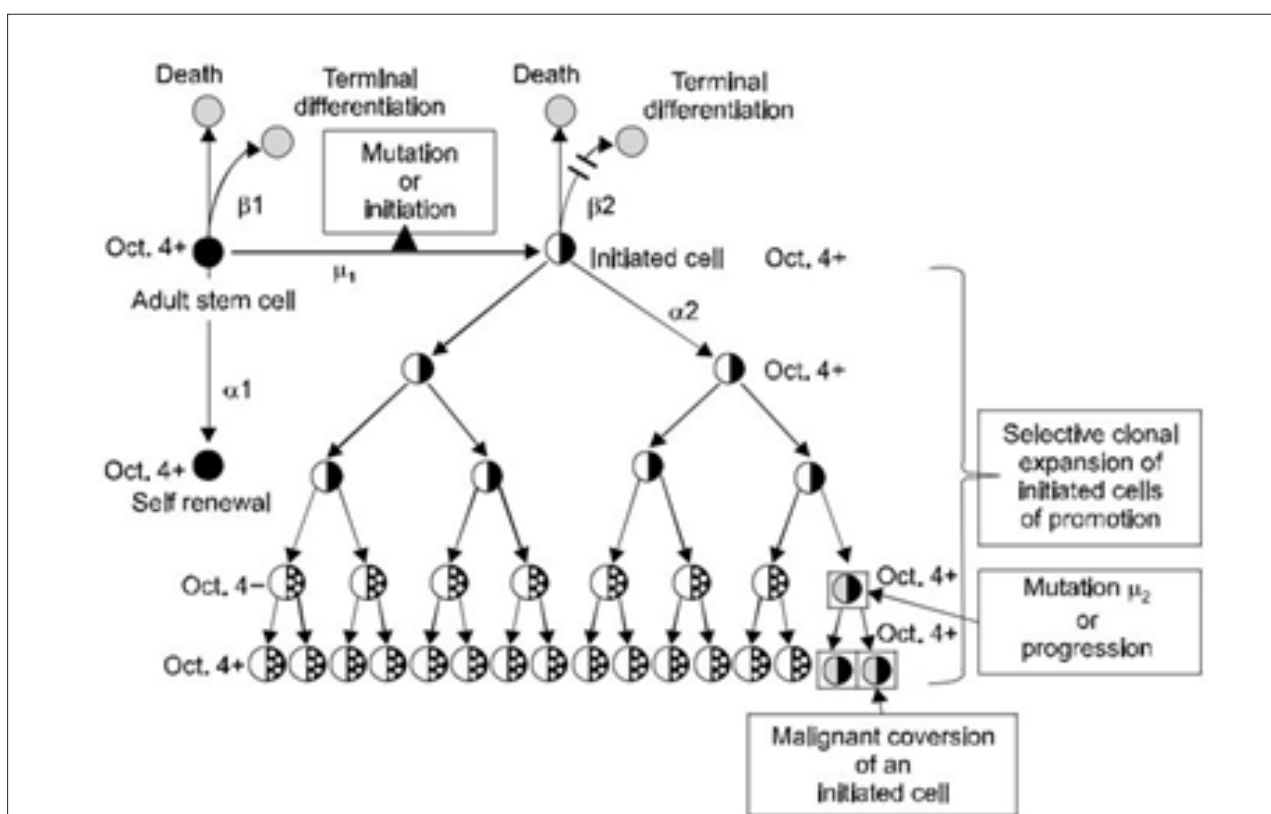 Death
Terminal
differentiation
Death
Terminal
differentiation
Mutation
or
initiation
β1
β2
Oct. 4+
μ1
Initiated cell
Oct. 4+
Adult stem cell
α2
Oct. 4+
α1
Oct. 4+
Self renewal
Selective clonal
expansion of
initiated cells
of promotion
Oct. 4−
Oct. 4+
Mutation μ2
or
progression
Oct. 4+
Oct. 4+
Malignant coversion
of an
initiated cell